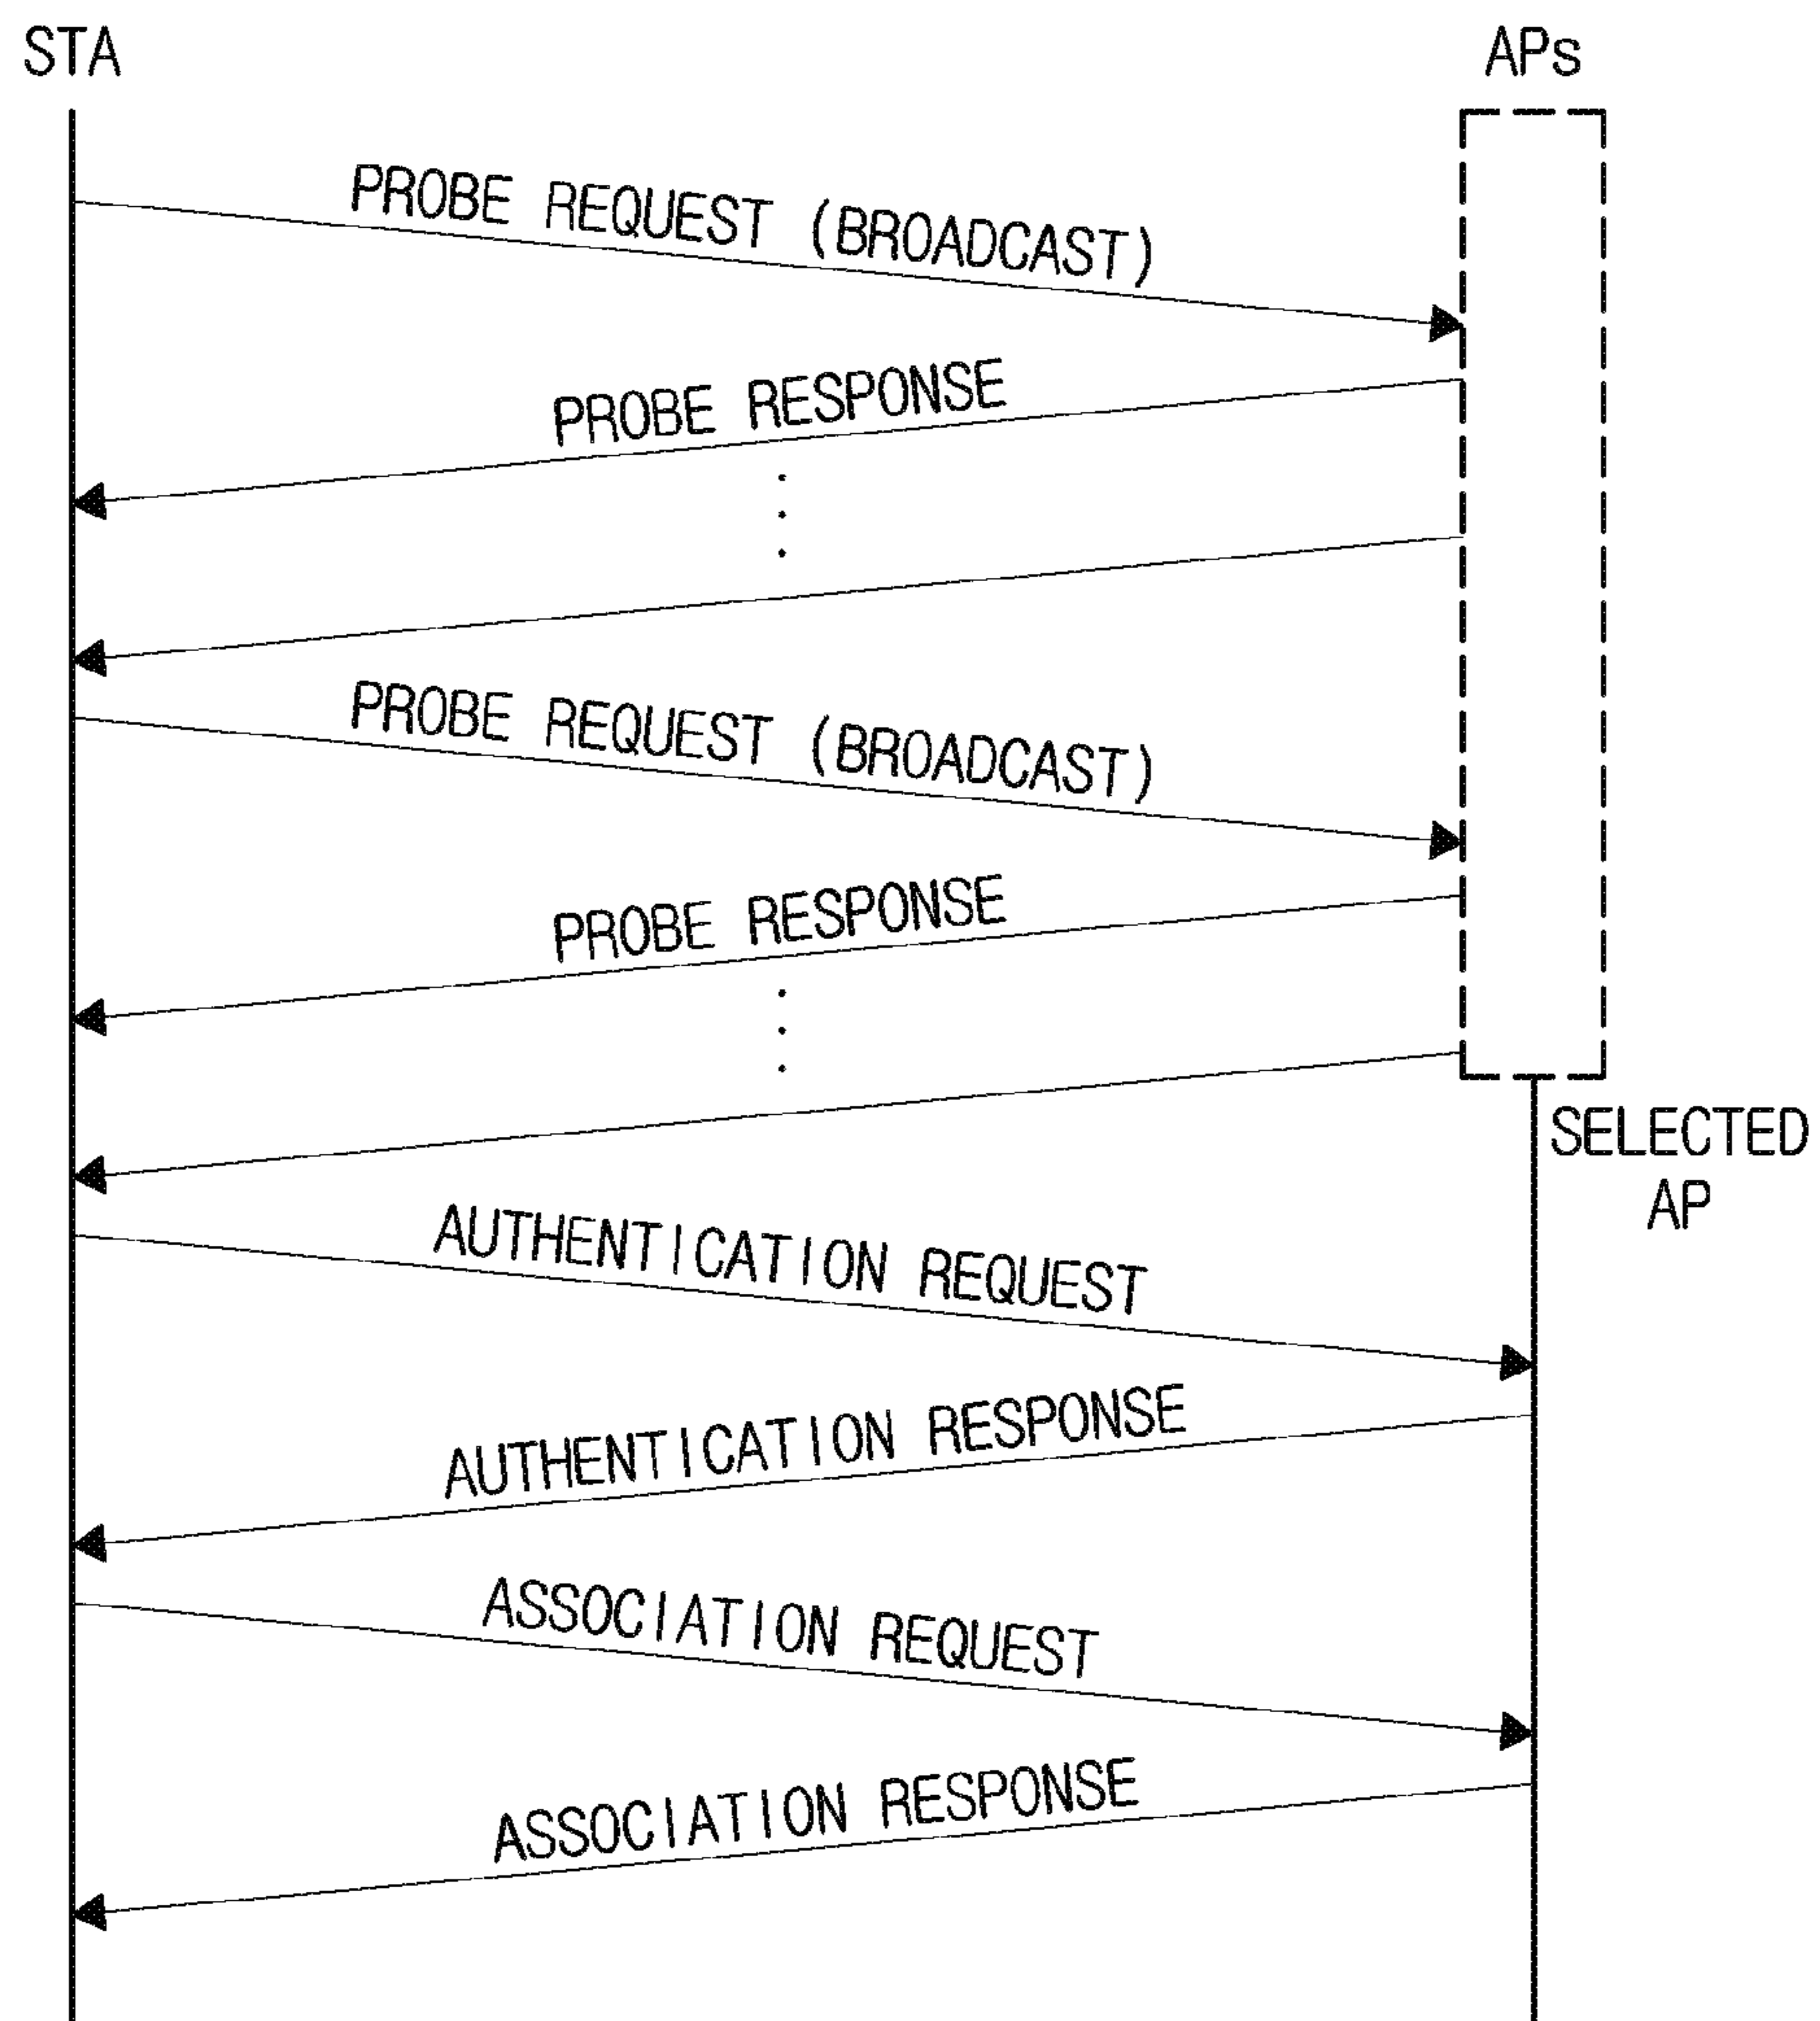 STA
APs
PROBE REQUEST (BROADCAST)
PROBE RESPONSE
PROBE REQUEST (BROADCAST)
PROBE RESPONSE
SELECTED
AP
AUTHENTICATION REQUEST
AUTHENTICATION RESPONSE
ASSOCIATION REQUEST
ASSOCIATION RESPONSE